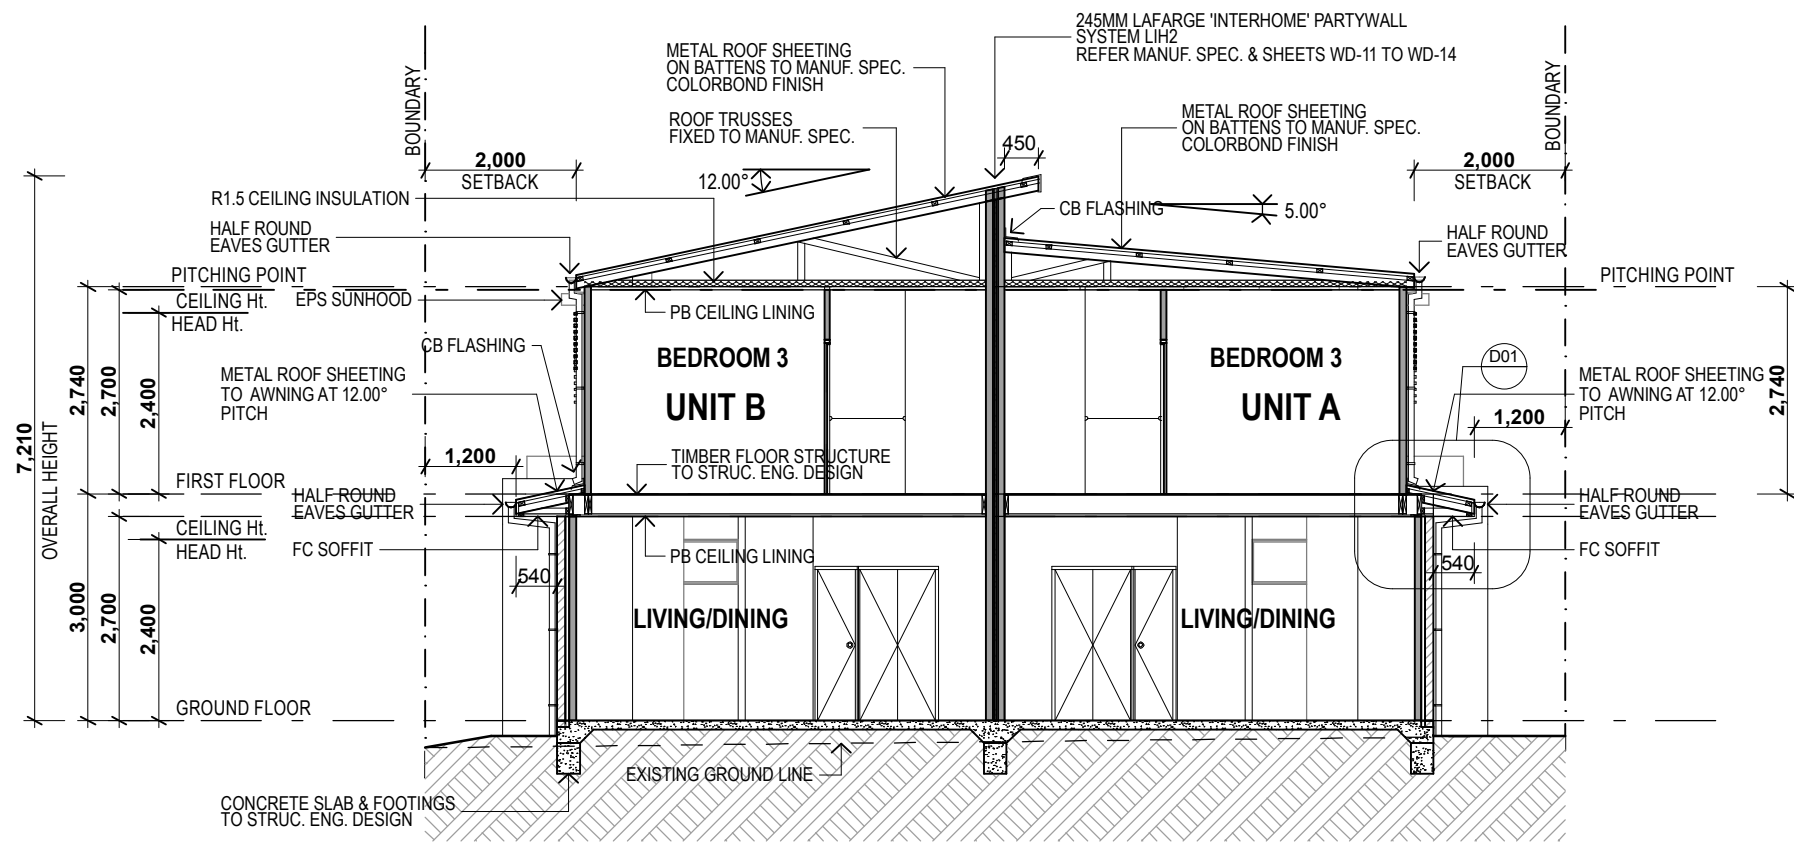 245MM LAFARGE 'INTERHOME' PARTYWALL
SYSTEM LIH2
REFER MANUF. SPEC. & SHEETS WD-11 TO WD-14
METAL ROOF SHEETING
ON BATTENS TO MANUF. SPEC.
COLORBOND FINISH
BOUNDARY
BOUNDARY
ROOF TRUSSES
FIXED TO MANUF. SPEC.
METAL ROOF SHEETING
ON BATTENS TO MANUF. SPEC.
COLORBOND FINISH
450
2,000
SETBACK
2,000
SETBACK
12.00°
R1.5 CEILING INSULATION
CB FLASHING
5.00°
HALF ROUND
EAVES GUTTER
HALF ROUND
EAVES GUTTER
PITCHING POINT
PITCHING POINT
CEILING Ht.
EPS SUNHOOD
HEAD Ht.
PB CEILING LINING
CB FLASHING
BEDROOM 3
BEDROOM 3
D01
METAL ROOF SHEETING
TO AWNING AT 12.00°
PITCH
METAL ROOF SHEETING
TO AWNING AT 12.00°
PITCH
2,740
2,700
2,400
2,740
UNIT B
UNIT A
1,200
7,210
OVERALL HEIGHT
1,200
TIMBER FLOOR STRUCTURE
TO STRUC. ENG. DESIGN
FIRST FLOOR
HALF ROUND
EAVES GUTTER
HALF ROUND
EAVES GUTTER
CEILING Ht.
HEAD Ht.
FC SOFFIT
PB CEILING LINING
FC SOFFIT
540
540
3,000
2,700
2,400
LIVING/DINING
LIVING/DINING
GROUND FLOOR
EXISTING GROUND LINE
CONCRETE SLAB & FOOTINGS
TO STRUC. ENG. DESIGN